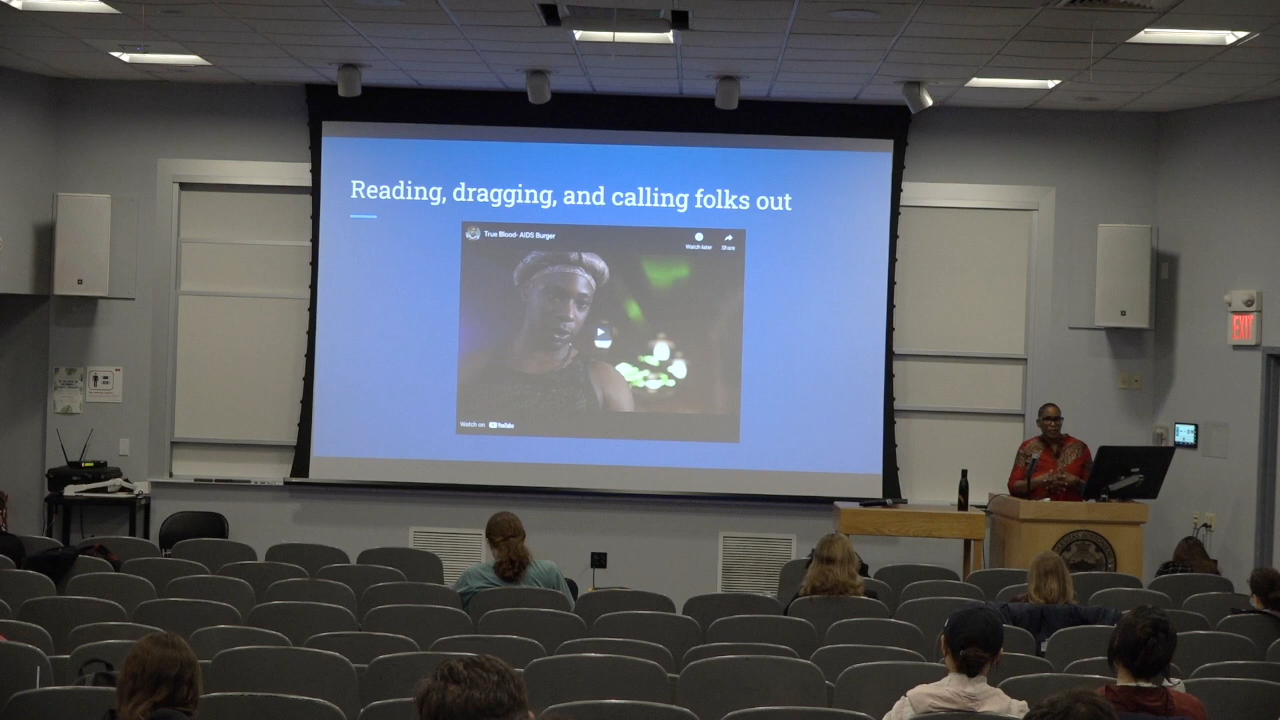 Reading, dragging, and calling folks out
True Blood- AIDS Burger
Watch later
Share
Watch on YouTube
EXIT